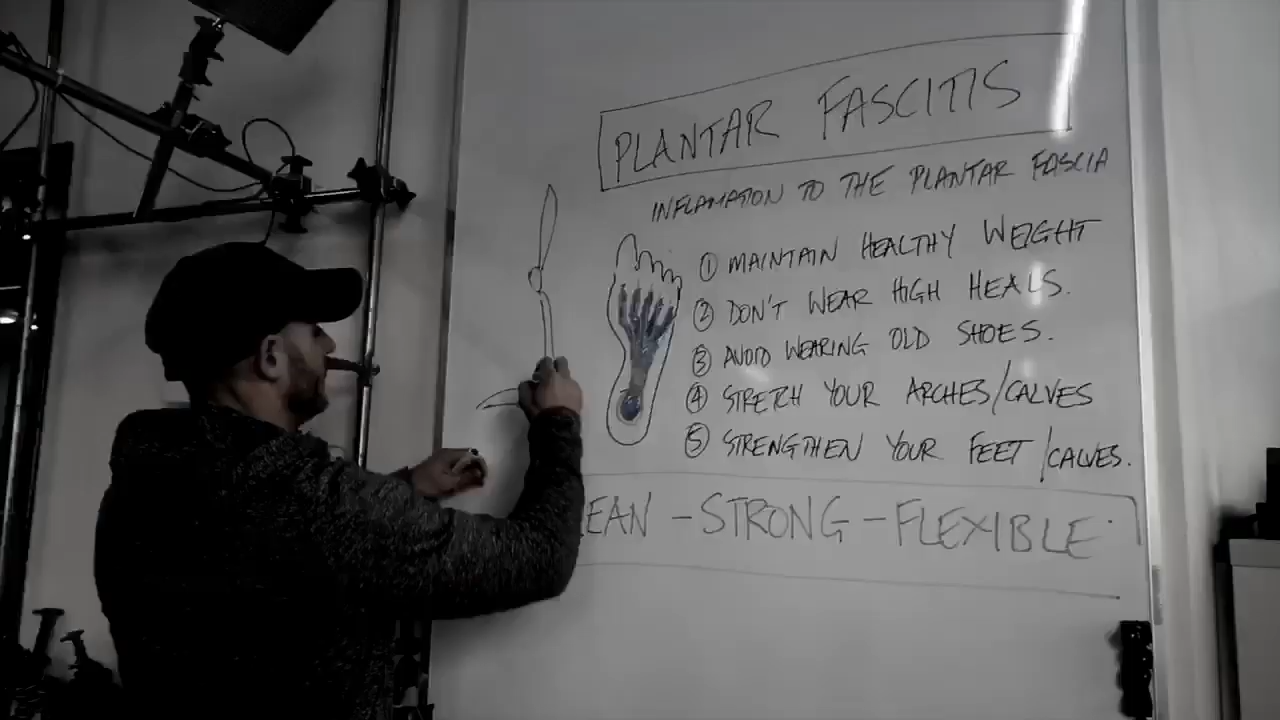 PLANTAR FASCITIS
INFLAMATION TO THE PLANTAR FASCIA
① MAINTAIN HEALTHY WEIGHT
② DON'T WEAR HIGH HEALS.
③ AVOID WEARING OLD SHOES.
④ STRETCH YOUR ARCHES/CALVES
⑤ STRENGTHEN YOUR FEET/CALVES.
EAN - STRONG - FLEXIBLE